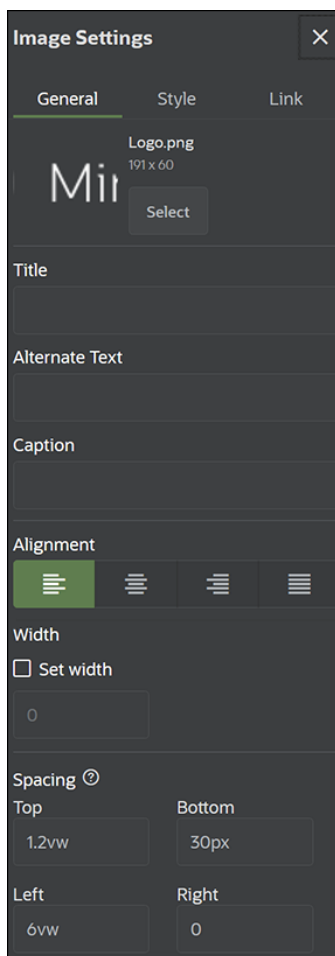 Image Settings
General Style Link
Logo.png
191 x 60
Select
Title
Alternate Text
Caption
Alignment
Width
Set width
0
Spacing
Top Bottom
1.2vw 30px
Left Right
6vw 0